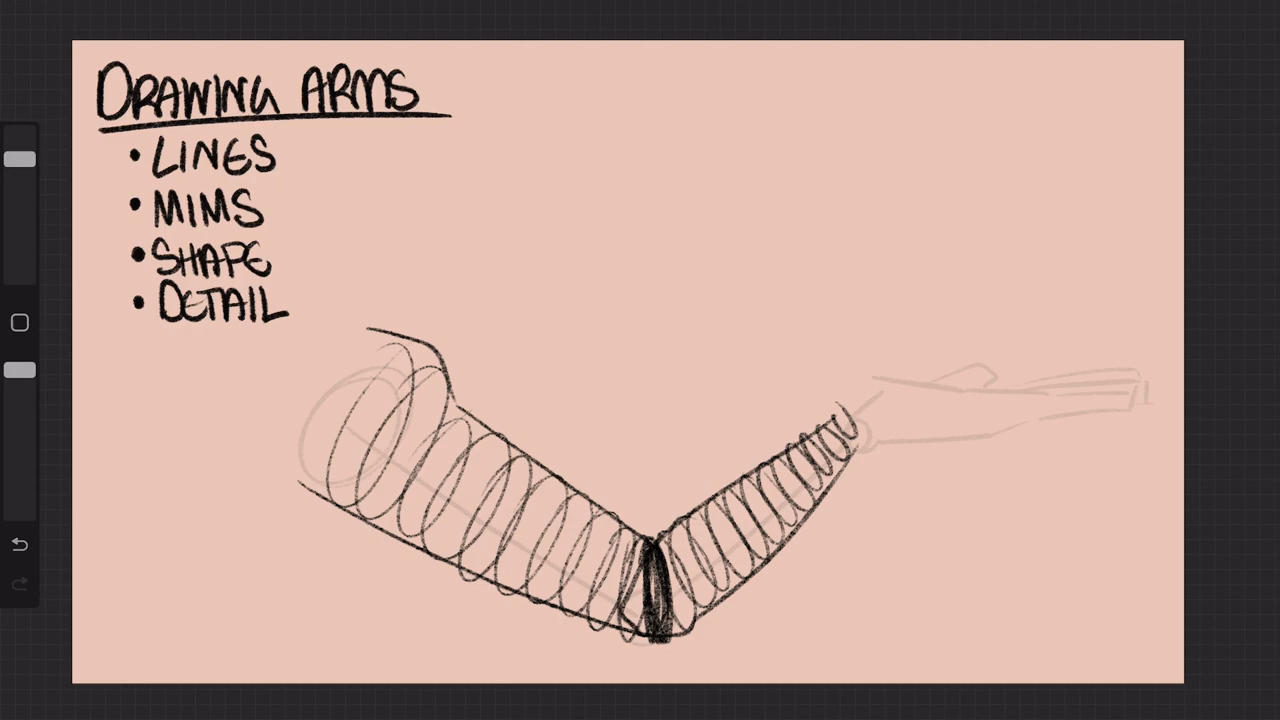 DRAWING ARMS
• LINES
• MIMS
• SHAPE
• DETAIL